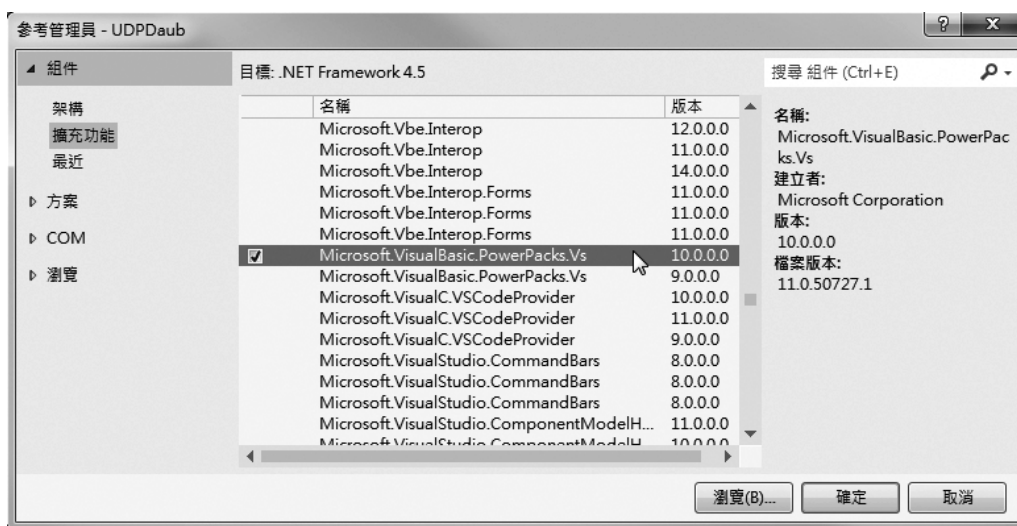 參考管理員 - UDPDaub
組件
架構
擴充功能
最近
方案
COM
瀏覽
目標: .NET Framework 4.5
名稱 版本
Microsoft.Vbe.Interop 12.0.0.0
Microsoft.Vbe.Interop 11.0.0.0
Microsoft.Vbe.Interop 14.0.0.0
Microsoft.Vbe.Interop.Forms 11.0.0.0
Microsoft.Vbe.Interop.Forms 11.0.0.0
Microsoft.Vbe.Interop.Forms 11.0.0.0
Microsoft.VisualBasic.PowerPacks.Vs 10.0.0.0
Microsoft.VisualBasic.PowerPacks.Vs 9.0.0.0
Microsoft.VisualC.VSCodeProvider 10.0.0.0
Microsoft.VisualC.VSCodeProvider 11.0.0.0
Microsoft.VisualC.VSCodeProvider 9.0.0.0
Microsoft.VisualStudio.CommandBars 8.0.0.0
Microsoft.VisualStudio.CommandBars 8.0.0.0
Microsoft.VisualStudio.CommandBars 8.0.0.0
Microsoft.VisualStudio.ComponentModelH... 11.0.0.0
Microsoft.VisualStudio.ComponentModelH 10.0.0.0
搜尋 組件 (Ctrl+E)
名稱:
Microsoft.VisualBasic.PowerPac
ks.Vs
建立者:
Microsoft Corporation
版本:
10.0.0.0
檔案版本:
11.0.50727.1
瀏覽(B)... 確定 取消